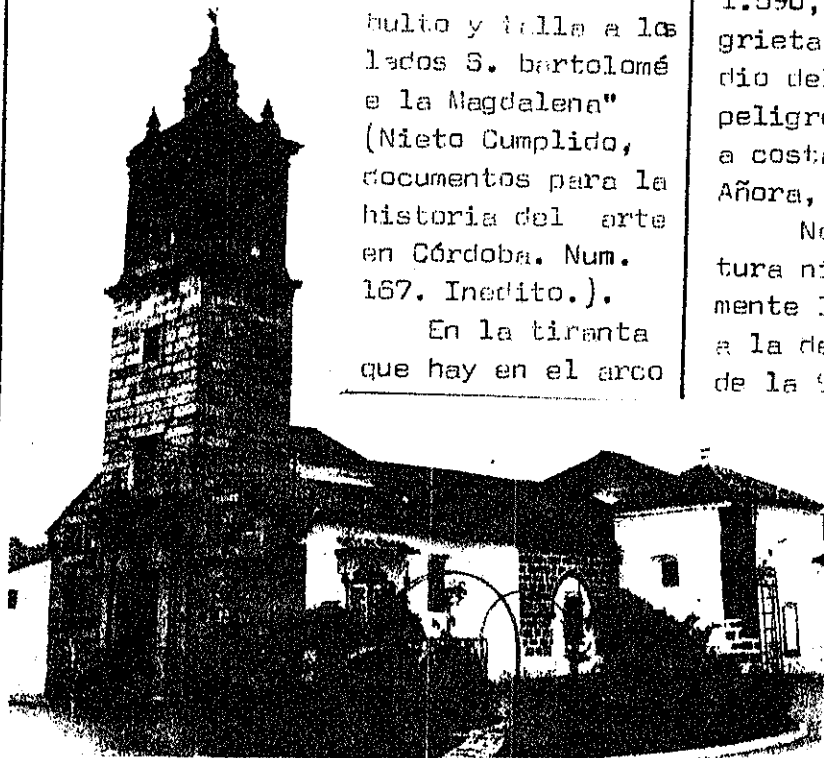 bulto y talla a los
lados S. bartolomé
e la Magdalena"
(Nieto Cumplido,
documentos para la
historia del arte
en Córdoba. Num.
167. Inedito.).
En la tiranta
que hay en el arco
1.590,
grieta
dio del
peligro
a costa
Añora,
No
tura ni
mente
a la de
de la